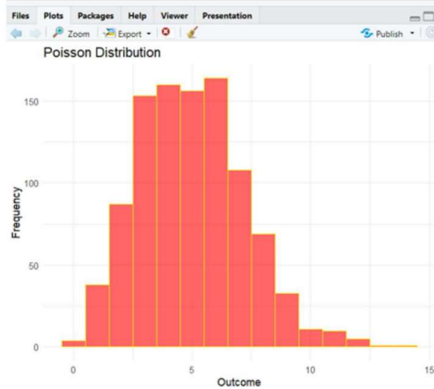 Files Plots Packages Help Viewer Presentation
Zoom Export Publish
Poisson Distribution
150
100
50
0
Frequency
0 5 10 15
Outcome